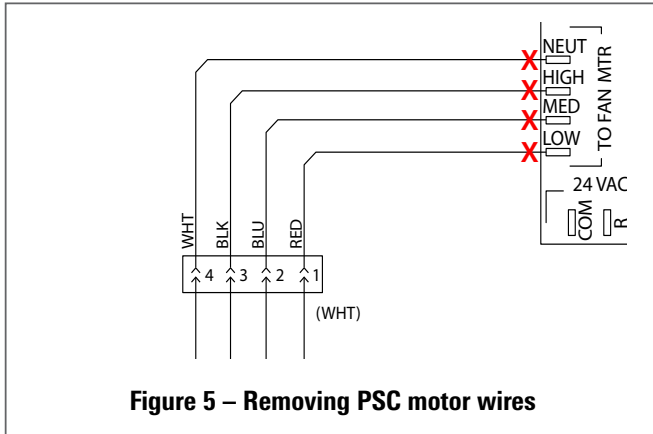 NEUT
HIGH
MED
LOW
TO FAN MTR
24 VAC
COM
R
WHT
BLK
BLU
RED
4
3
2
1
(WHT)
Figure 5 – Removing PSC motor wires